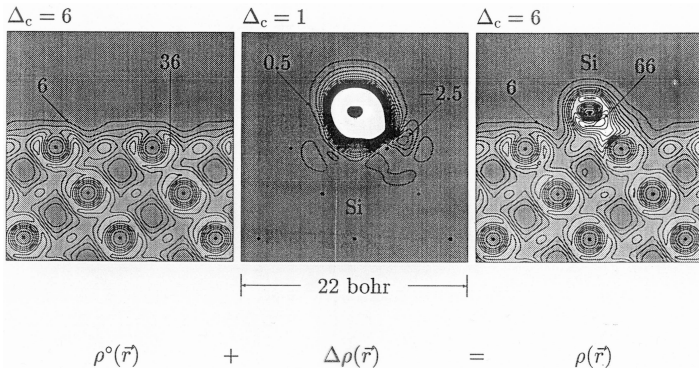 Δc = 6
Δc = 1
Δc = 6
6
36
0.5
−2.5
Si
Si
6
66
22 bohr
ρ°(r⃗) + Δρ(r⃗) = ρ(r⃗)